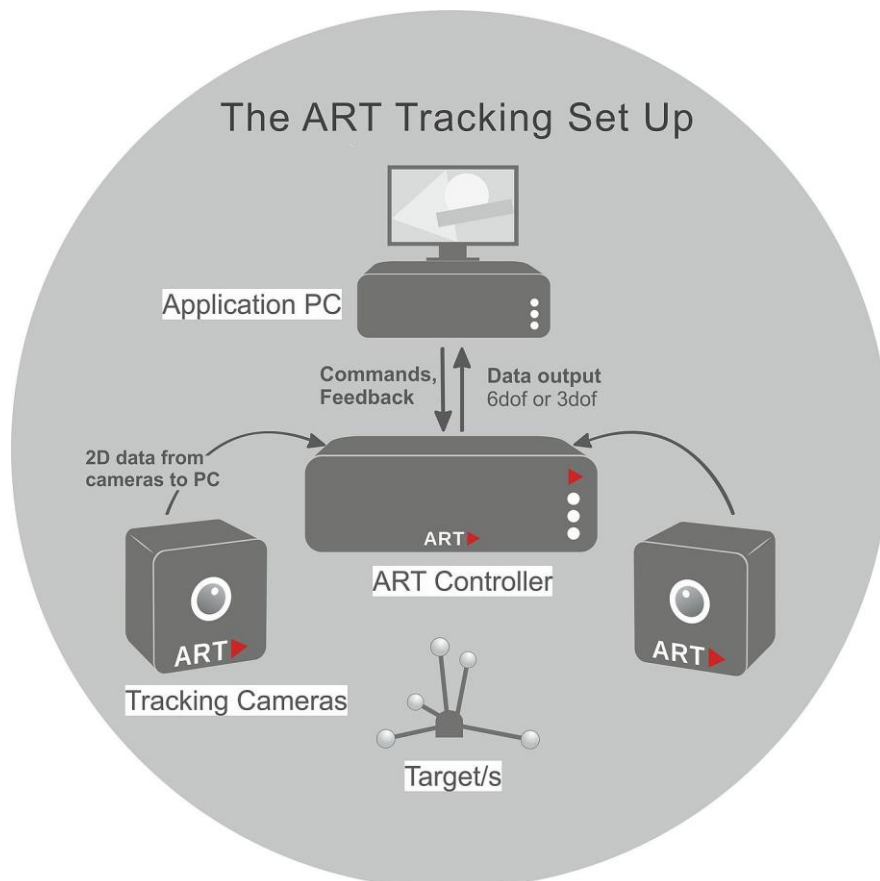 The ART Tracking Set Up
Application PC
Commands,
Feedback
Data output
6dof or 3dof
2D data from
cameras to PC
ART
ART Controller
ART
ART
Tracking Cameras
Target/s